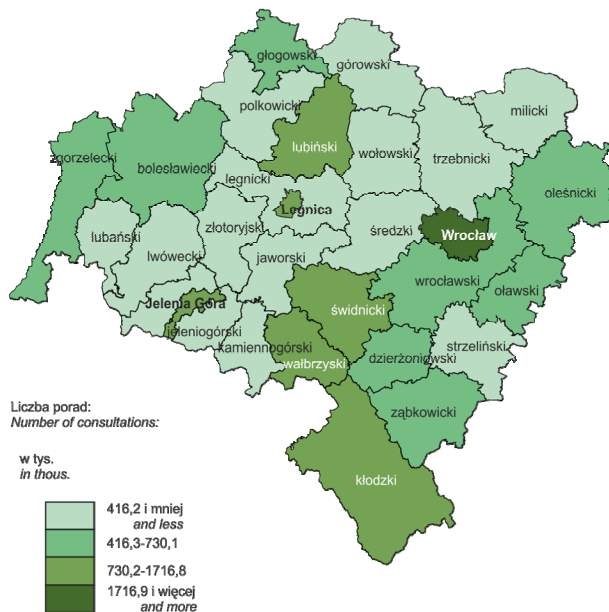 głogowski
górowski
polkowicki
milicki
lubiński
wołowski
trzebnicki
zgorzelecki
bolesławiecki
legnicki
oleśnicki
Legnica
lubański
złotoryjski
średzki
Wrocław
lwówecki
jaworski
wrocławski
oławski
Jelenia Góra
świdnicki
jeleniogórski
kamiennogórski
strzeliński
dzierżoniowski
wałbrzyski
ząbkowicki
kłodzki
Liczba porad:
Number of consultations:
w tys.
in thous.
416,2 i mniej
and less
416,3-730,1
730,2-1716,8
1716,9 i więcej
and more